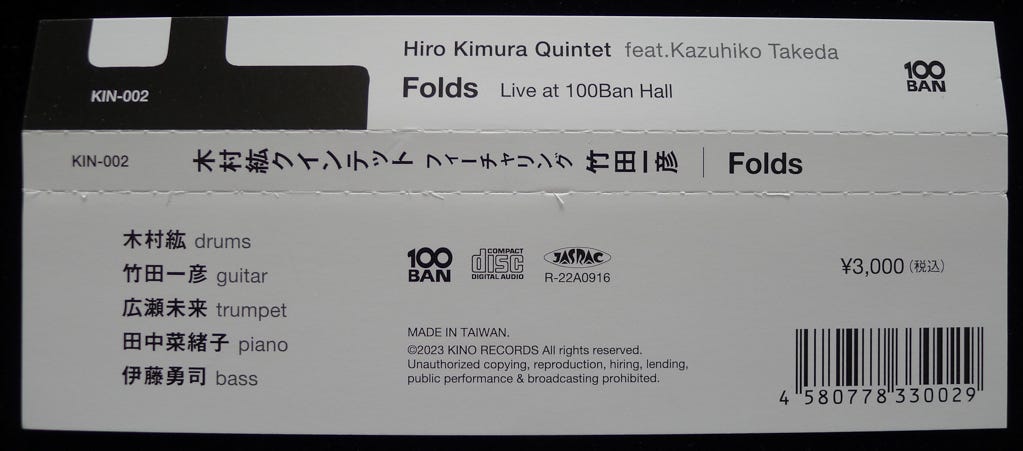 Hiro Kimura Quintet feat.Kazuhiko Takeda
Folds Live at 100Ban Hall
100
BAN
KIN-002
KIN-002 木村紘クインテット フィーチャリング 竹田一彦 | Folds
木村紘 drums
竹田一彦 guitar
広瀬未来 trumpet
田中菜緒子 piano
伊藤勇司 bass
100
BAN
COMPACT
disc
DIGITAL AUDIO
JASRAC
R-22A0916
MADE IN TAIWAN.
©2023 KINO RECORDS All rights reserved.
Unauthorized copying, reproduction, hiring, lending,
public performance & broadcasting prohibited.
¥3,000(税込)
4 580778 330029